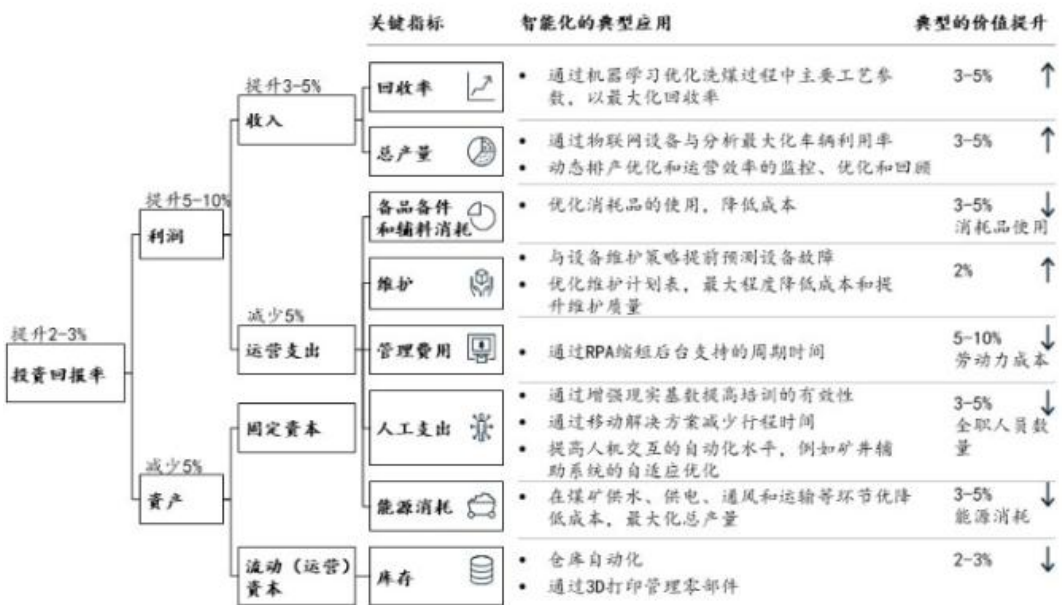 关键指标
智能化的典型应用
典型的价值提升
提升2-3%
投资回报率
提升5-10%
利润
减少5%
资产
提升3-5%
收入
减少5%
运营支出
固定资本
流动（运营）
资本
回收率
• 通过机器学习优化洗煤过程中主要工艺参
数，以最大化回收率
3-5%
总产量
• 通过物联网设备与分析最大化车辆利用率
• 动态排产优化和运营效率的监控、优化和回顾
3-5%
备品备件
和辅料消耗
• 优化消耗品的使用，降低成本
3-5%
消耗品使用
维护
• 与设备维护策略提前预测设备故障
• 优化维护计划表，最大程度降低成本和提
升维护质量
2%
管理费用
• 通过RPA缩短后台支持的周期时间
5-10%
劳动力成本
人工支出
• 通过增强现实基数提高培训的有效性
• 通过移动解决方案减少行程时间
• 提高人机交互的自动化水平，例如矿井辅
助系统的自适应优化
3-5%
全职人员数
量
能源消耗
• 在煤矿供水、供电、通风和运输等环节优降
低成本，最大化总产量
3-5%
能源消耗
库存
• 仓库自动化
• 通过3D打印管理零部件
2-3%